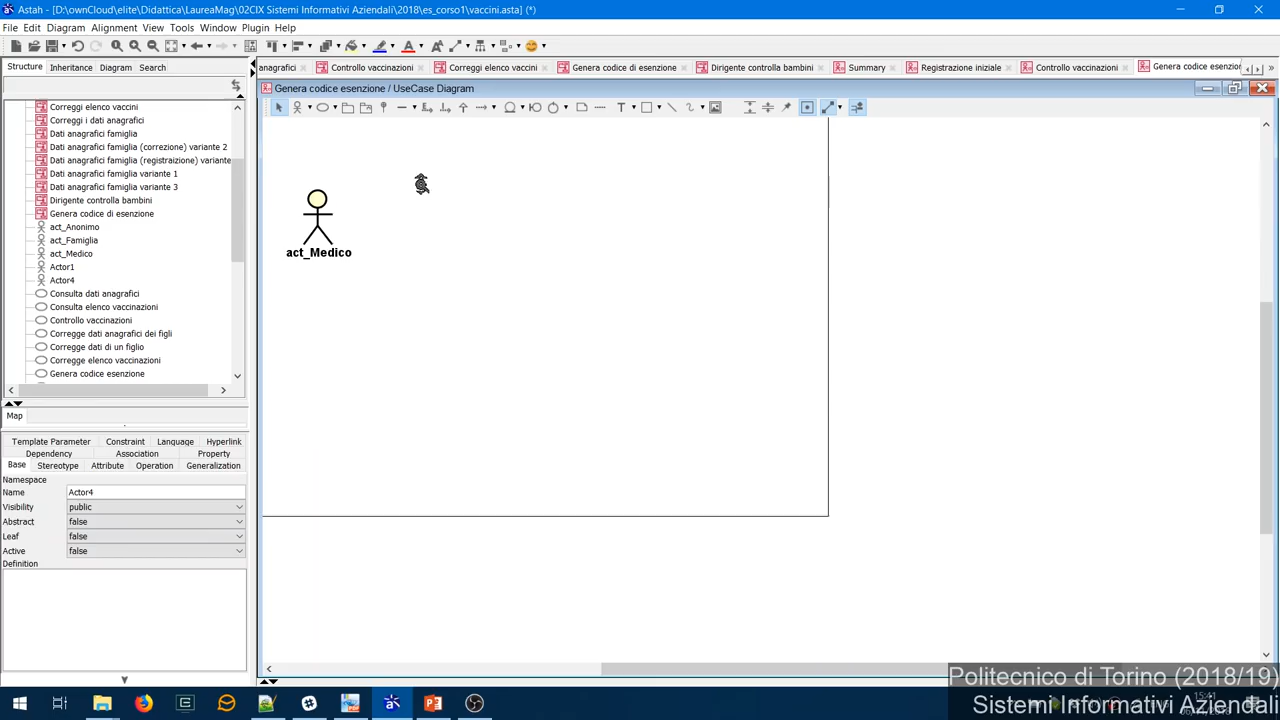 Astah - [D:\ownCloud\elite\Didattica\LaureaMag\02CIX Sistemi Informativi Aziendali\2018\es_corso1\vaccini.asta] (*)
File Edit Diagram Alignment View Tools Window Plugin Help
Structure Inheritance Diagram Search
anagrafici Controllo vaccinazioni Correggi elenco vaccini Genera codice di esenzione Dirigente controlla bambini Summary Registrazione iniziale Controllo vaccinazioni Genera codice esenzio
Genera codice esenzione / UseCase Diagram
Correggi elenco vaccini
Correggi i dati anagrafici
Dati anagrafici famiglia
Dati anagrafici famiglia (correzione) variante 2
Dati anagrafici famiglia (registraizione) variante
Dati anagrafici famiglia variante 1
Dati anagrafici famiglia variante 3
Dirigente controlla bambini
Genera codice di esenzione
act_Anonimo
act_Famiglia
act_Medico
Actor1
Actor4
Consulta dati anagrafici
Consulta elenco vaccinazioni
Controllo vaccinazioni
Corregge dati anagrafici dei figli
Corregge dati di un figlio
Corregge elenco vaccinazioni
Genera codice esenzione
act_Medico
Map
Template Parameter Constraint Language Hyperlink
Dependency Association Property
Base Stereotype Attribute Operation Generalization
Namespace
Name Actor4
Visibility public
Abstract false
Leaf false
Active false
Definition
Politecnico di Torino (2018/19)
Sistemi Informativi Aziendali